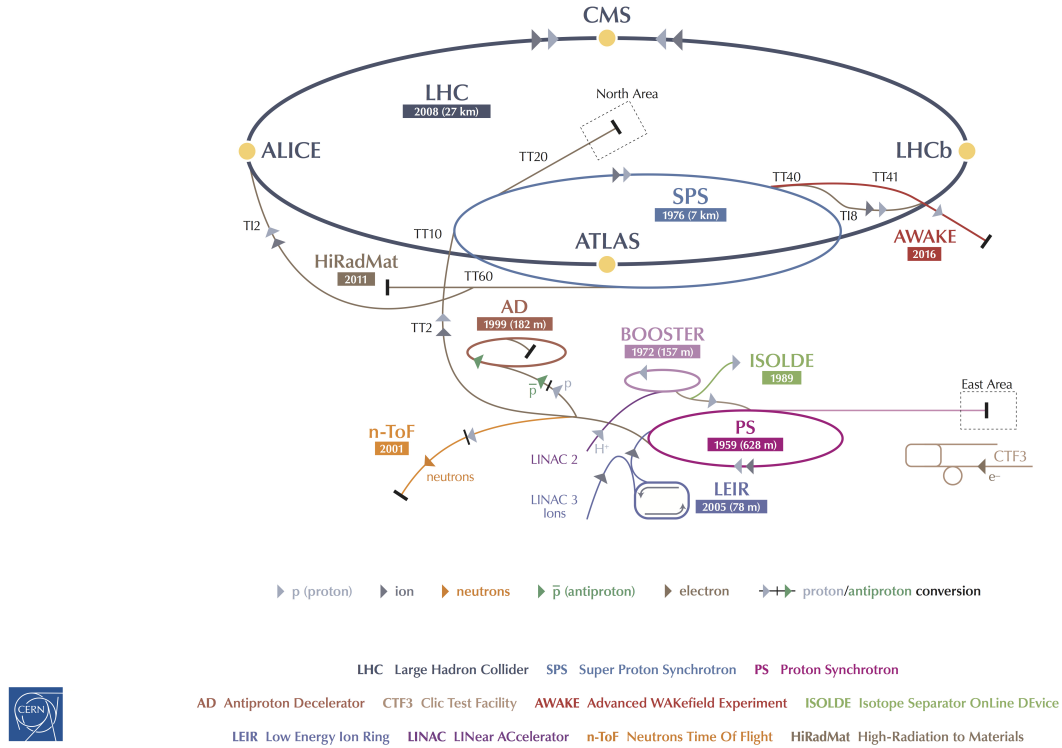 CMS
LHC
2008 (27 km)
North Area
ALICE
TT20
LHCb
TT40
TT41
SPS
1976 (7 km)
TI2
TT10
TI8
ATLAS
AWAKE
2016
HiRadMat
2011
TT60
AD
1999 (182 m)
TT2
BOOSTER
1972 (157 m)
ISOLDE
1989
p̅
p
East Area
n-ToF
2001
PS
1959 (628 m)
H⁺
LINAC 2
neutrons
CTF3
e⁻
LEIR
2005 (78 m)
LINAC 3
Ions
p (proton)
ion
neutrons
p̅ (antiproton)
electron
proton/antiproton conversion
LHC Large Hadron Collider SPS Super Proton Synchrotron PS Proton Synchrotron
AD Antiproton Decelerator CTF3 Clic Test Facility AWAKE Advanced WAKefield Experiment ISOLDE Isotope Separator OnLine DEvice
LEIR Low Energy Ion Ring LINAC LINear ACcelerator n-ToF Neutrons Time Of Flight HiRadMat High-Radiation to Materials
CERN